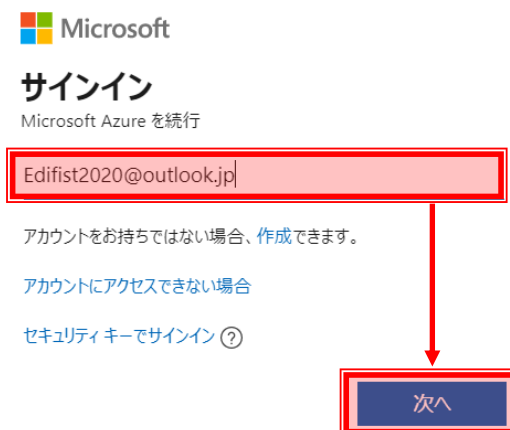 Microsoft
サインイン
Microsoft Azure を続行
Edifist2020@outlook.jp
アカウントをお持ちではない場合、作成できます。
アカウントにアクセスできない場合
セキュリティ キーでサインイン ?
次へ